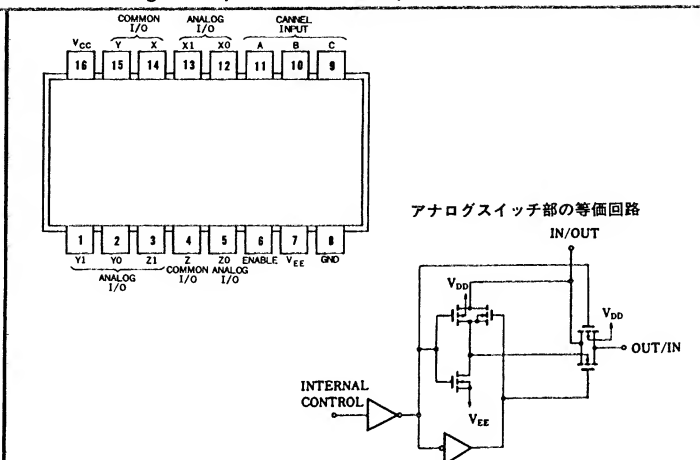 COMMON I/O
ANALOG I/O
CANNEL INPUT
VCC Y X X1 X0 A B C
16 15 14 13 12 11 10 9
1 2 3 4 5 6 7 8
Y1 Y0 Z1 Z Z0 ENABLE VEE GND
ANALOG I/O
COMMON I/O
ANALOG I/O
アナログスイッチ部の等価回路
IN/OUT
VDD
VDD
OUT/IN
INTERNAL CONTROL
VEE